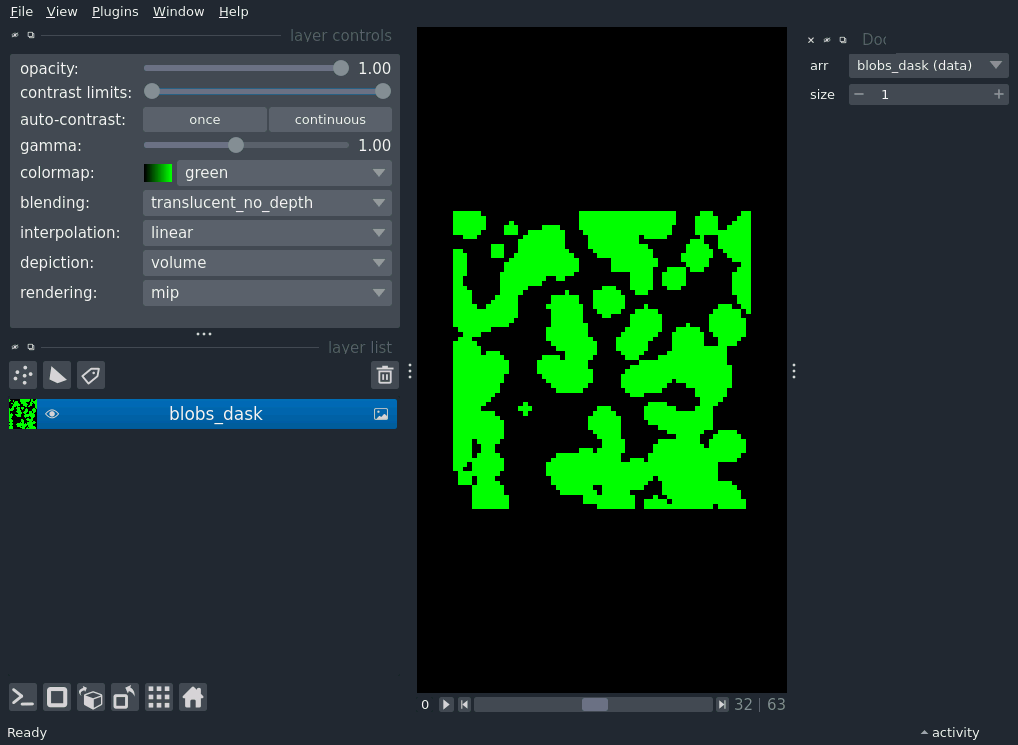 File View Plugins Window Help
layer controls
opacity: 1.00
contrast limits:
auto-contrast: once continuous
gamma: 1.00
colormap: green
blending: translucent_no_depth
interpolation: linear
depiction: volume
rendering: mip
layer list
blobs_dask
arr blobs_dask (data)
size 1
0 32 | 63
Ready
activity